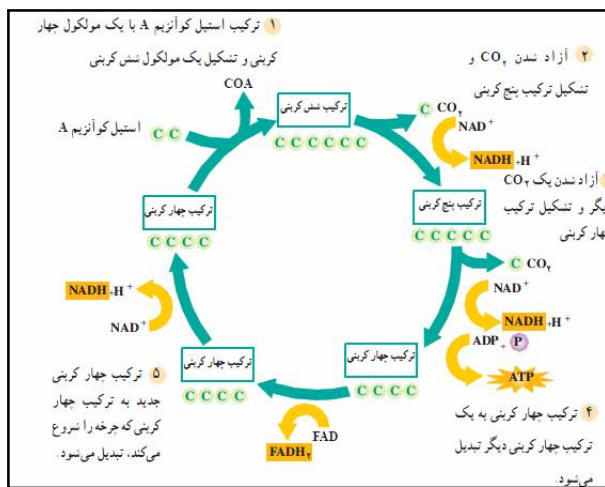 ۱ ترکیب استیل کوآنزیم A با یک مولکول چهار
کربنی و تشکیل یک مولکول شش کربنی
COA
استیل کوآنزیم A
C C
ترکیب شش کربنی
C C C C C C
۲ آزاد شدن CO۲ و
تشکیل ترکیب پنج کربنی
C CO۲
NAD+
NADH +H+
آزاد شدن یک CO۲
یگر و تشکیل ترکیب
هار کربنی
ترکیب پنج کربنی
C C C C C
C CO۲
NAD+
NADH +H+
ADP + P
ATP
۴ ترکیب چهار کربنی به یک
ترکیب چهار کربنی دیگر تبدیل
می‌شود.
ترکیب چهار کربنی
C C C C
FAD
FADH۲
ترکیب چهار کربنی
C C C C
۵ ترکیب چهار کربنی
جدید به ترکیب چهار
کربنی که چرخه را شروع
می‌کند، تبدیل می‌شود.
NADH +H+
NAD+
ترکیب چهار کربنی
C C C C